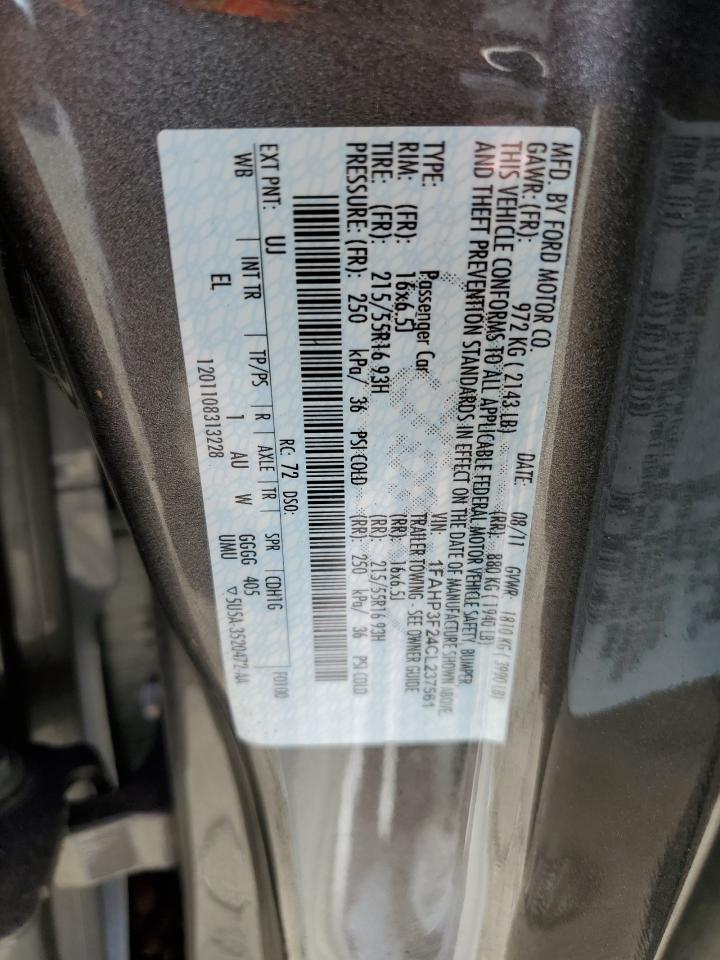 MFD. BY FORD MOTOR CO. DATE: 08/11 GVWR: 1810 KG ( 3990 LB)
GAWR: (FR): 972 KG ( 2143 LB) (RR): 880 KG ( 1940 LB)
THIS VEHICLE CONFORMS TO ALL APPLICABLE FEDERAL MOTOR VEHICLE SAFETY, BUMPER
AND THEFT PREVENTION STANDARDS IN EFFECT ON THE DATE OF MANUFACTURE SHOWN ABOVE
VIN: 1FAHP3F24CL237561
TYPE: Passenger Car TRAILER TOWING - SEE OWNER GUIDE
RIM: (FR): 16x6.5J (RR): 16x6.5J
TIRE: (FR): 215/55R16 93H (RR): 215/55R16 93H
PRESSURE: (FR): 250 kPa/ 36 PSI COLD (RR): 250 kPa/ 36 PSI COLD
RC: 72 DSO: F0100
EXT PNT: UJ
WB INT TR TP/PS R AXLE TR SPR CDH1G
EL 1 AU W GGGG 405
1201108313228 UMU ▽5U5A-3520472-AA